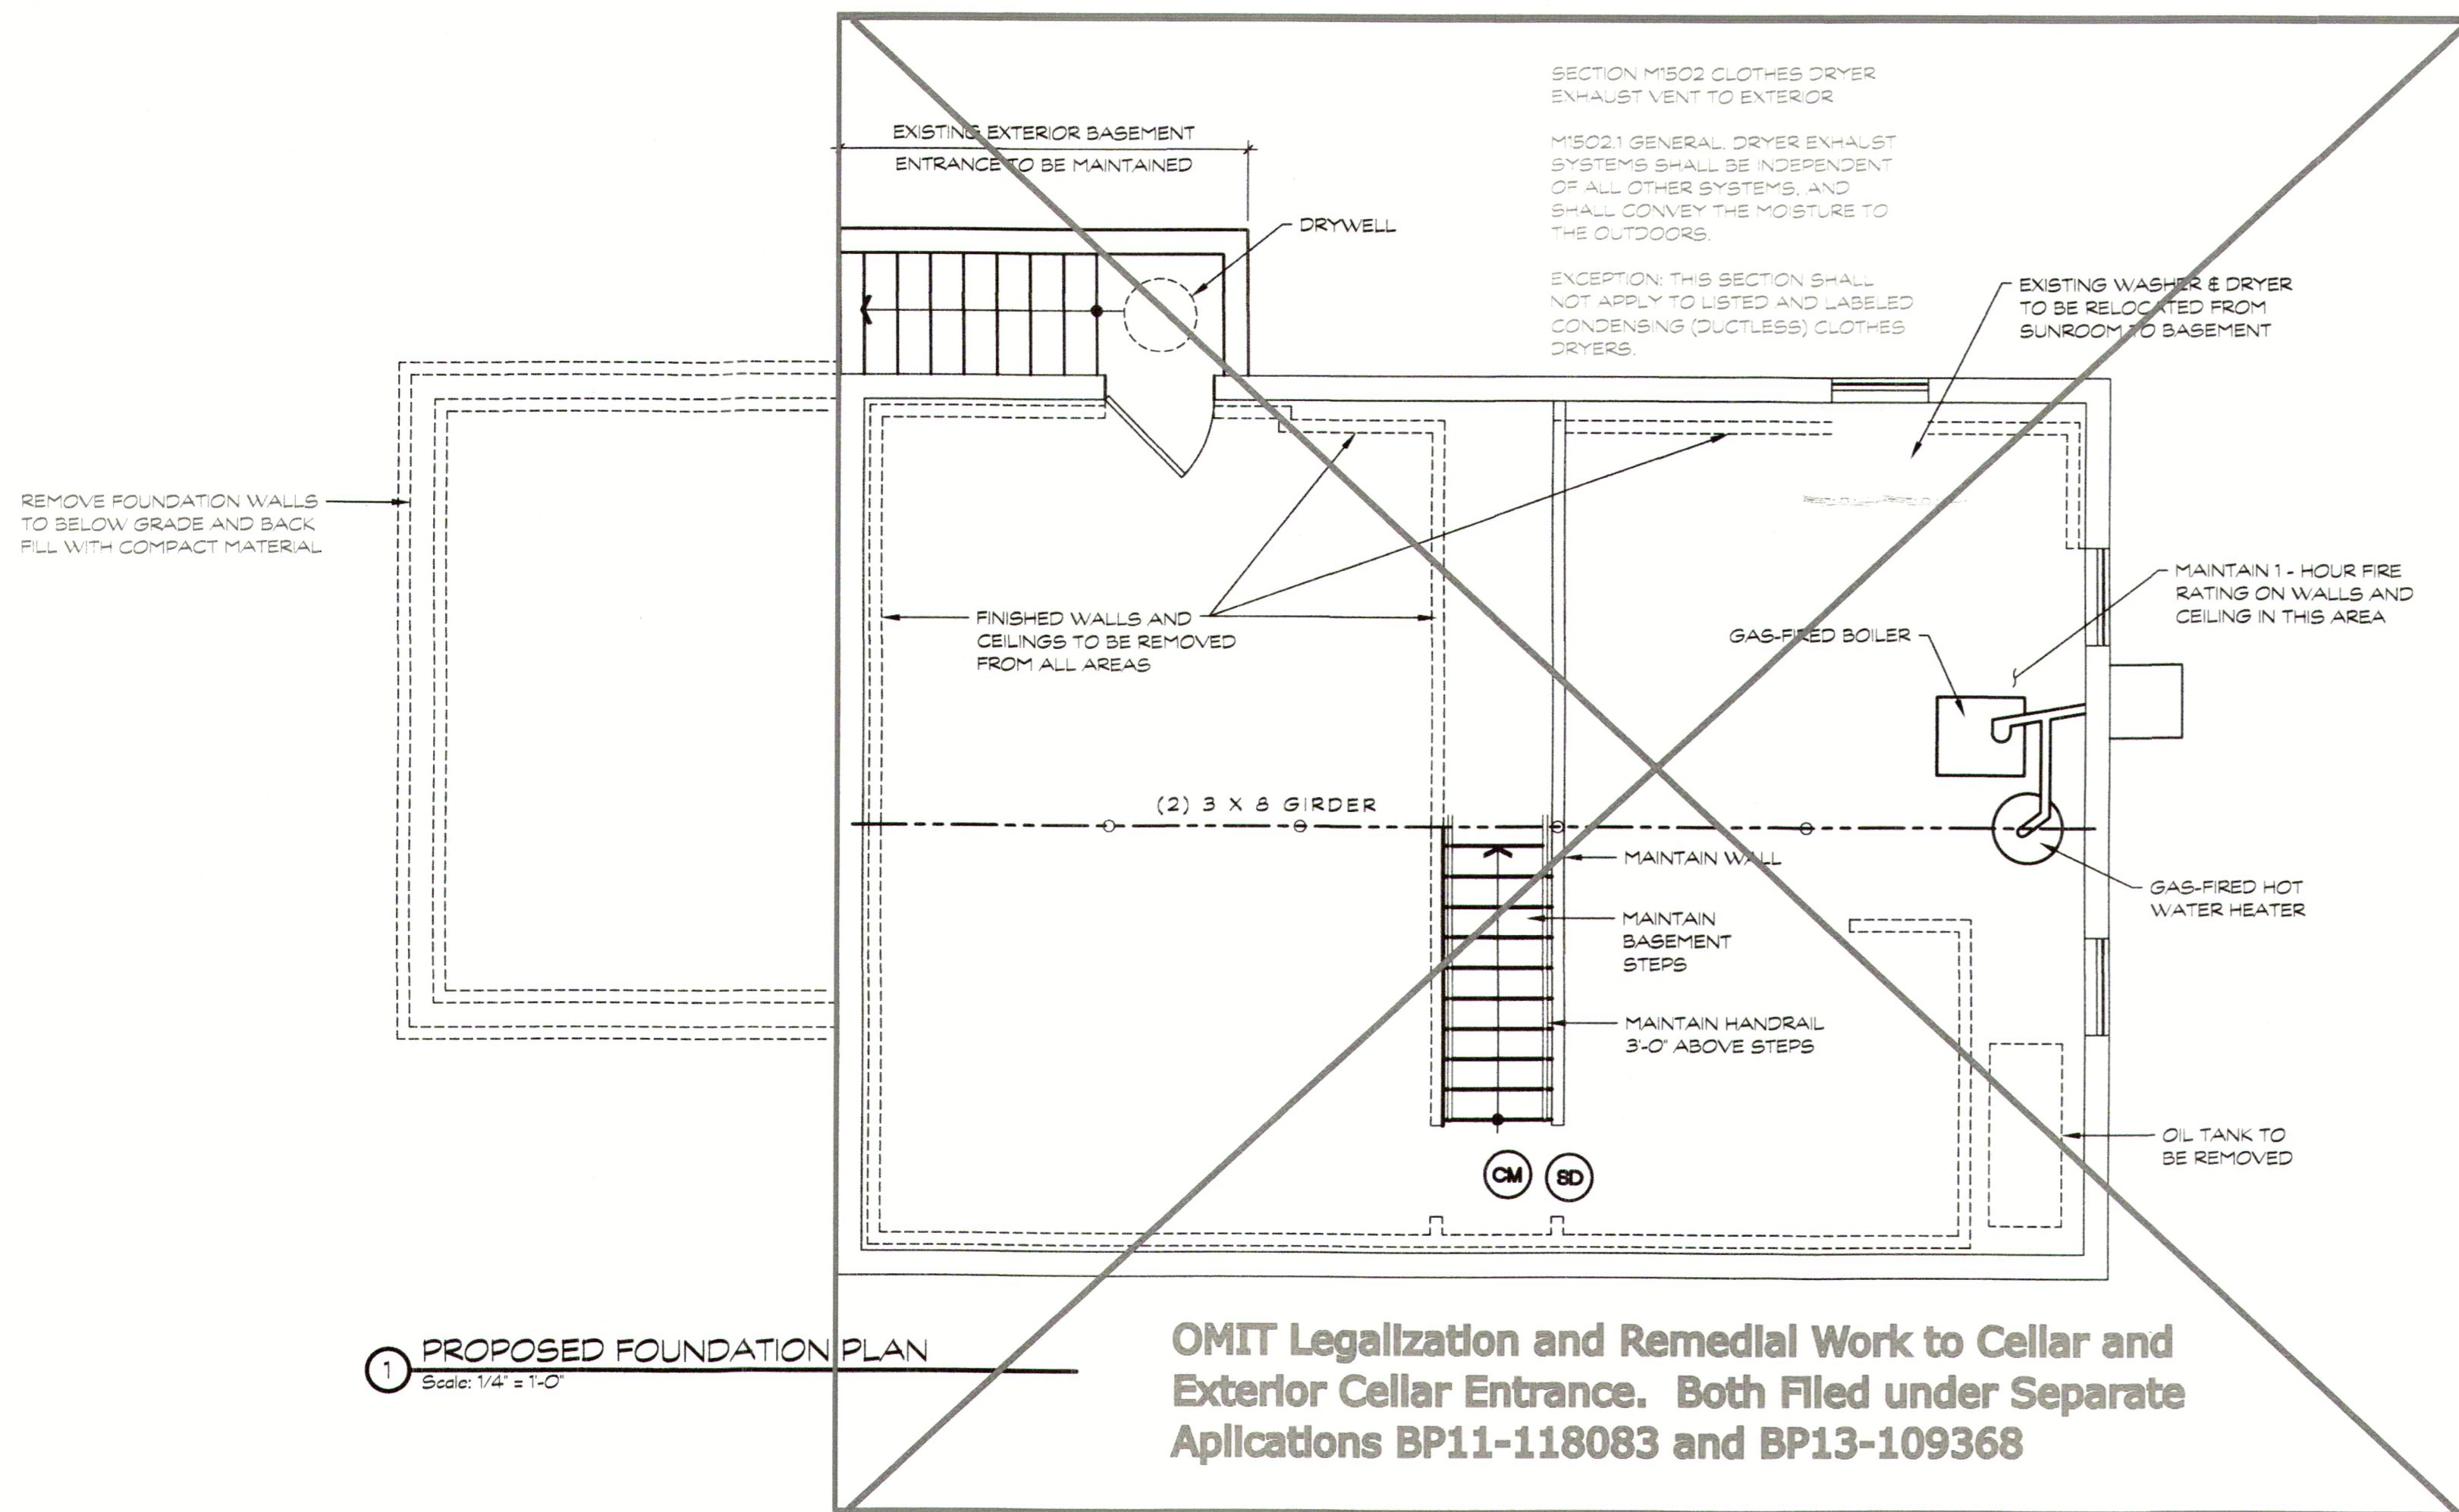 SECTION M1502 CLOTHES DRYER
EXHAUST VENT TO EXTERIOR
M1502.1 GENERAL. DRYER EXHAUST
SYSTEMS SHALL BE INDEPENDENT
OF ALL OTHER SYSTEMS, AND
SHALL CONVEY THE MOISTURE TO
THE OUTDOORS.
EXCEPTION: THIS SECTION SHALL
NOT APPLY TO LISTED AND LABELED
CONDENSING (DUCTLESS) CLOTHES
DRYERS.
EXISTING EXTERIOR BASEMENT
ENTRANCE TO BE MAINTAINED
DRYWELL
EXISTING WASHER & DRYER
TO BE RELOCATED FROM
SUNROOM TO BASEMENT
REMOVE FOUNDATION WALLS
TO BELOW GRADE AND BACK
FILL WITH COMPACT MATERIAL
MAINTAIN 1 - HOUR FIRE
RATING ON WALLS AND
CEILING IN THIS AREA
FINISHED WALLS AND
CEILINGS TO BE REMOVED
FROM ALL AREAS
GAS-FIRED BOILER
(2) 3 X 8 GIRDER
MAINTAIN WALL
GAS-FIRED HOT
WATER HEATER
MAINTAIN
BASEMENT
STEPS
MAINTAIN HANDRAIL
3'-0" ABOVE STEPS
OIL TANK TO
BE REMOVED
CM
SD
1
PROPOSED FOUNDATION PLAN
Scale: 1/4" = 1'-0"
OMIT Legalization and Remedial Work to Cellar and
Exterior Cellar Entrance. Both Filed under Separate
Aplications BP11-118083 and BP13-109368